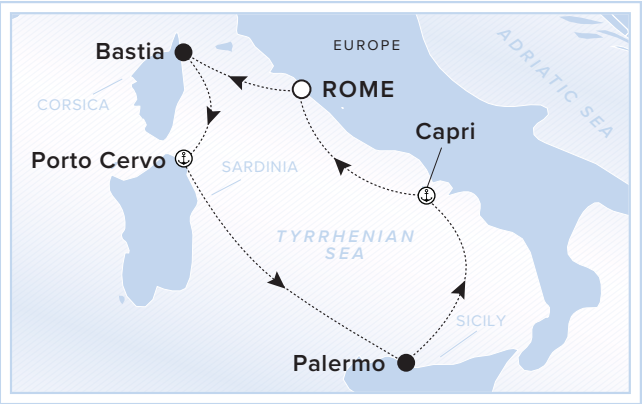 EUROPE
ADRIATIC SEA
Bastia
ROME
CORSICA
Capri
Porto Cervo
SARDINIA
TYRRHENIAN
SEA
SICILY
Palermo